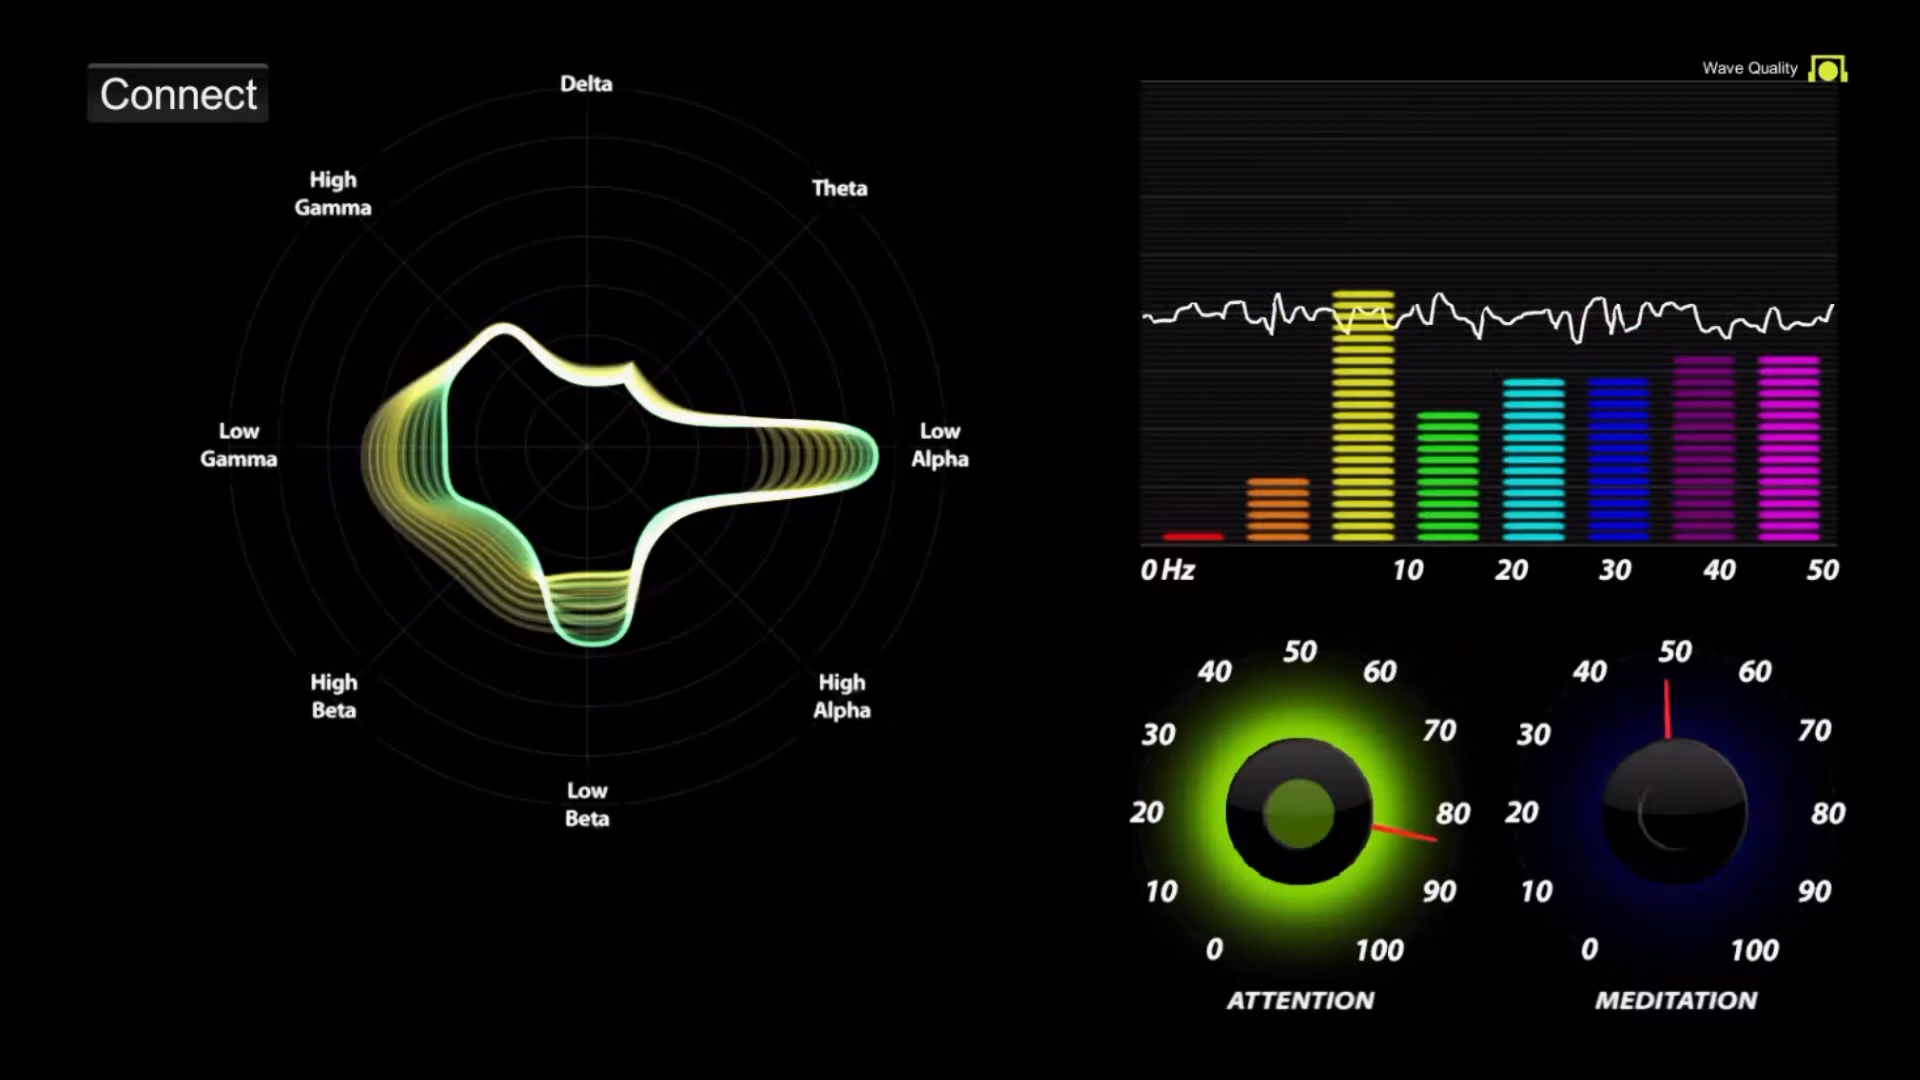 Connect
Delta
High
Gamma
Theta
Low
Gamma
Low
Alpha
High
Beta
High
Alpha
Low
Beta
Wave Quality
0 Hz 10 20 30 40 50
0 10 20 30 40 50 60 70 80 90 100
ATTENTION
0 10 20 30 40 50 60 70 80 90 100
MEDITATION